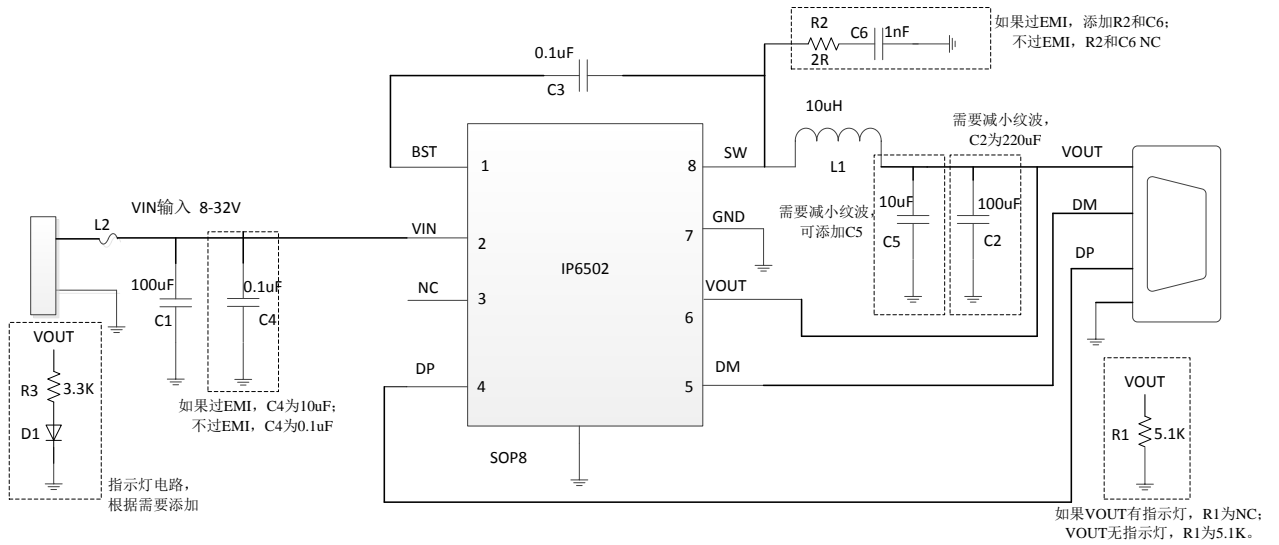 R2
C6
1nF
2R
如果过EMI，添加R2和C6；
不过EMI，R2和C6 NC
0.1uF
C3
10uH
L1
需要减小纹波，
C2为220uF
BST
1
8
SW
VOUT
VIN输入 8-32V
L2
VIN
2
GND
7
需要减小纹波，
可添加C5
10uF
C5
100uF
C2
DM
DP
IP6502
100uF
C1
0.1uF
C4
NC
3
VOUT
6
VOUT
R3
3.3K
D1
DP
4
DM
5
如果过EMI，C4为10uF；
不过EMI，C4为0.1uF
SOP8
指示灯电路，
根据需要添加
VOUT
R1
5.1K
如果VOUT有指示灯，R1为NC；
VOUT无指示灯，R1为5.1K。